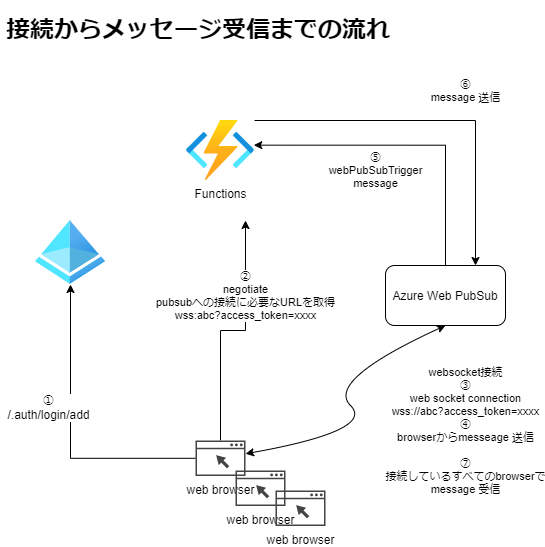 接続からメッセージ受信までの流れ
⑥
message 送信
⑤
webPubSubTrigger
message
Functions
②
negotiate
pubsubへの接続に必要なURLを取得
wss:abc?access_token=xxxx
Azure Web PubSub
①
/.auth/login/add
websocket接続
③
web socket connection
wss://abc?access_token=xxxx
④
browserからmesseage 送信
⑦
接続しているすべてのbrowserで
message 受信
web browser
web browser
web browser